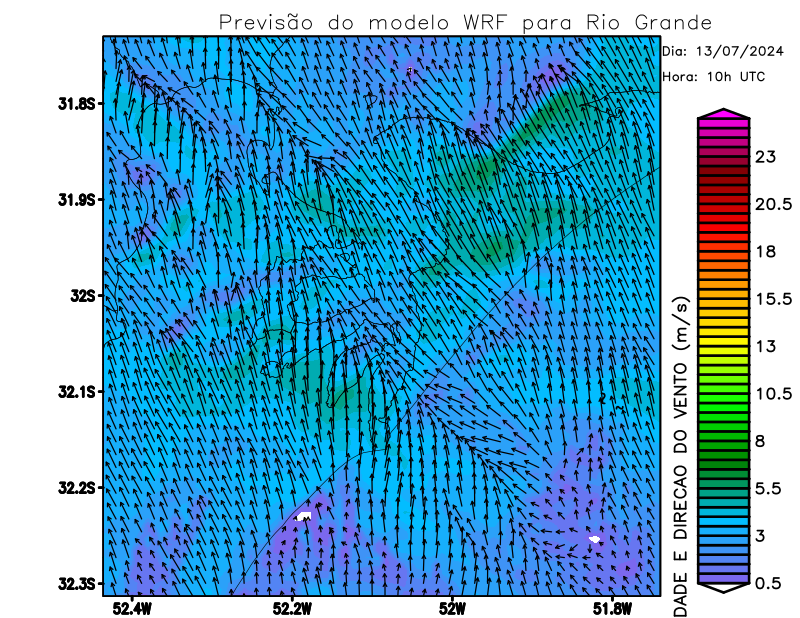 Previsão do modelo WRF para Rio Grande
Dia: 13/07/2024
Hora: 10h UTC
31.8S
31.9S
32S
32.1S
32.2S
32.3S
52.4W
52.2W
52W
51.8W
23
20.5
18
15.5
13
10.5
8
5.5
3
0.5
DADE E DIRECAO DO VENTO (m/s)